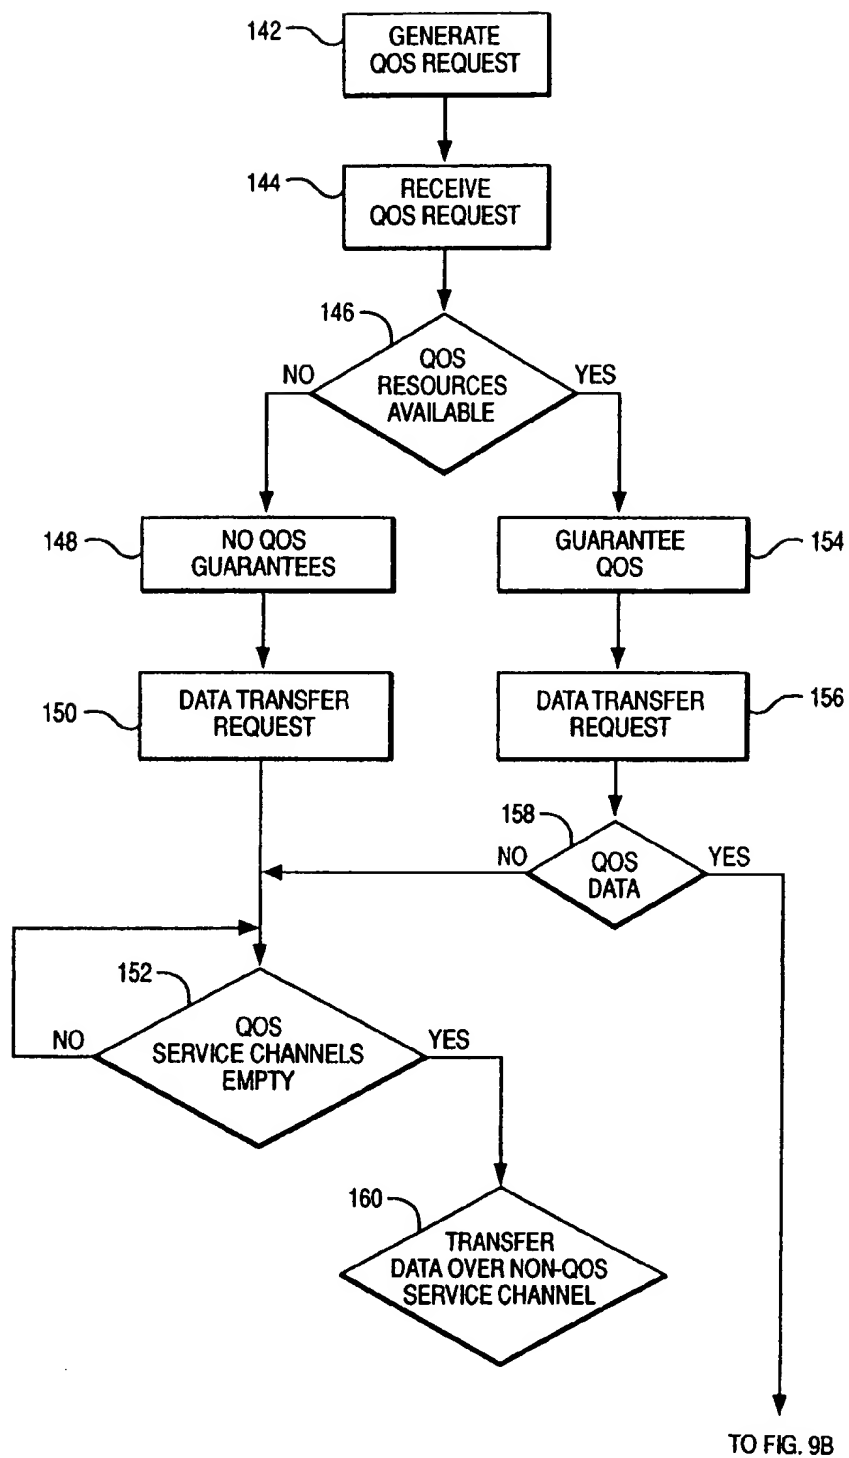 142
GENERATE
QOS REQUEST
144
RECEIVE
QOS REQUEST
146
QOS
RESOURCES
AVAILABLE
NO
YES
148
NO QOS
GUARANTEES
GUARANTEE
QOS
154
150
DATA TRANSFER
REQUEST
DATA TRANSFER
REQUEST
156
158
NO
QOS
DATA
YES
152
NO
QOS
SERVICE CHANNELS
EMPTY
YES
160
TRANSFER
DATA OVER NON-QOS
SERVICE CHANNEL
TO FIG. 9B